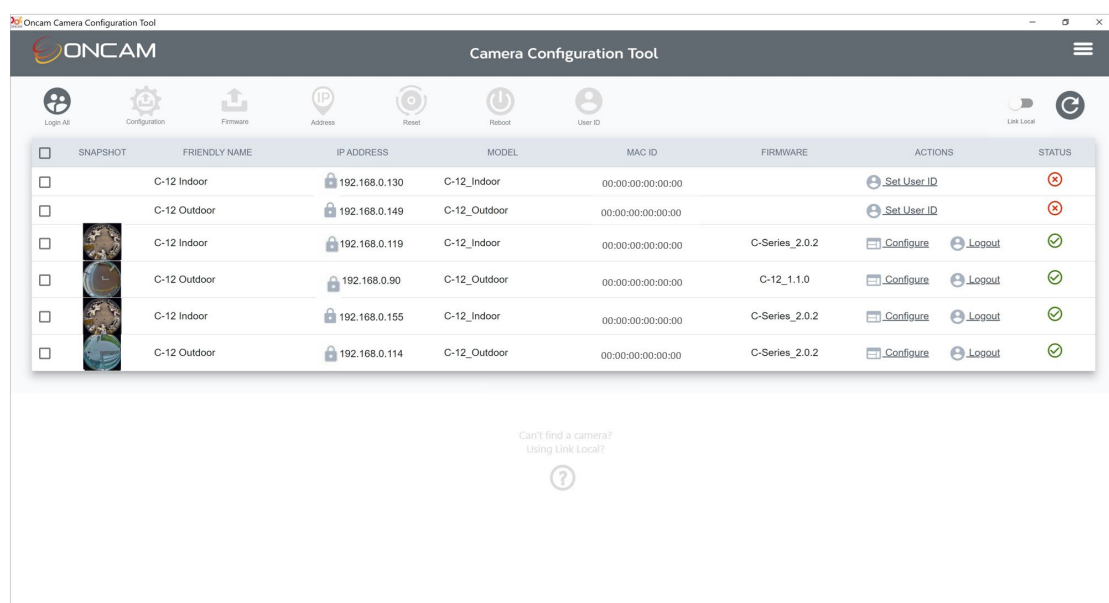 Oncam Camera Configuration Tool
ONCAM
Camera Configuration Tool
Login All Configuration Firmware Address Reset Reboot User ID Link Local
IP
SNAPSHOT FRIENDLY NAME IP ADDRESS MODEL MAC ID FIRMWARE ACTIONS STATUS
C-12 Indoor 192.168.0.130 C-12_Indoor 00:00:00:00:00:00 Set User ID
C-12 Outdoor 192.168.0.149 C-12_Outdoor 00:00:00:00:00:00 Set User ID
C-12 Indoor 192.168.0.119 C-12_Indoor 00:00:00:00:00:00 C-Series_2.0.2 Configure Logout
C-12 Outdoor 192.168.0.90 C-12_Outdoor 00:00:00:00:00:00 C-12_1.1.0 Configure Logout
C-12 Indoor 192.168.0.155 C-12_Indoor 00:00:00:00:00:00 C-Series_2.0.2 Configure Logout
C-12 Outdoor 192.168.0.114 C-12_Outdoor 00:00:00:00:00:00 C-Series_2.0.2 Configure Logout
Can't find a camera?
Using Link Local?
?